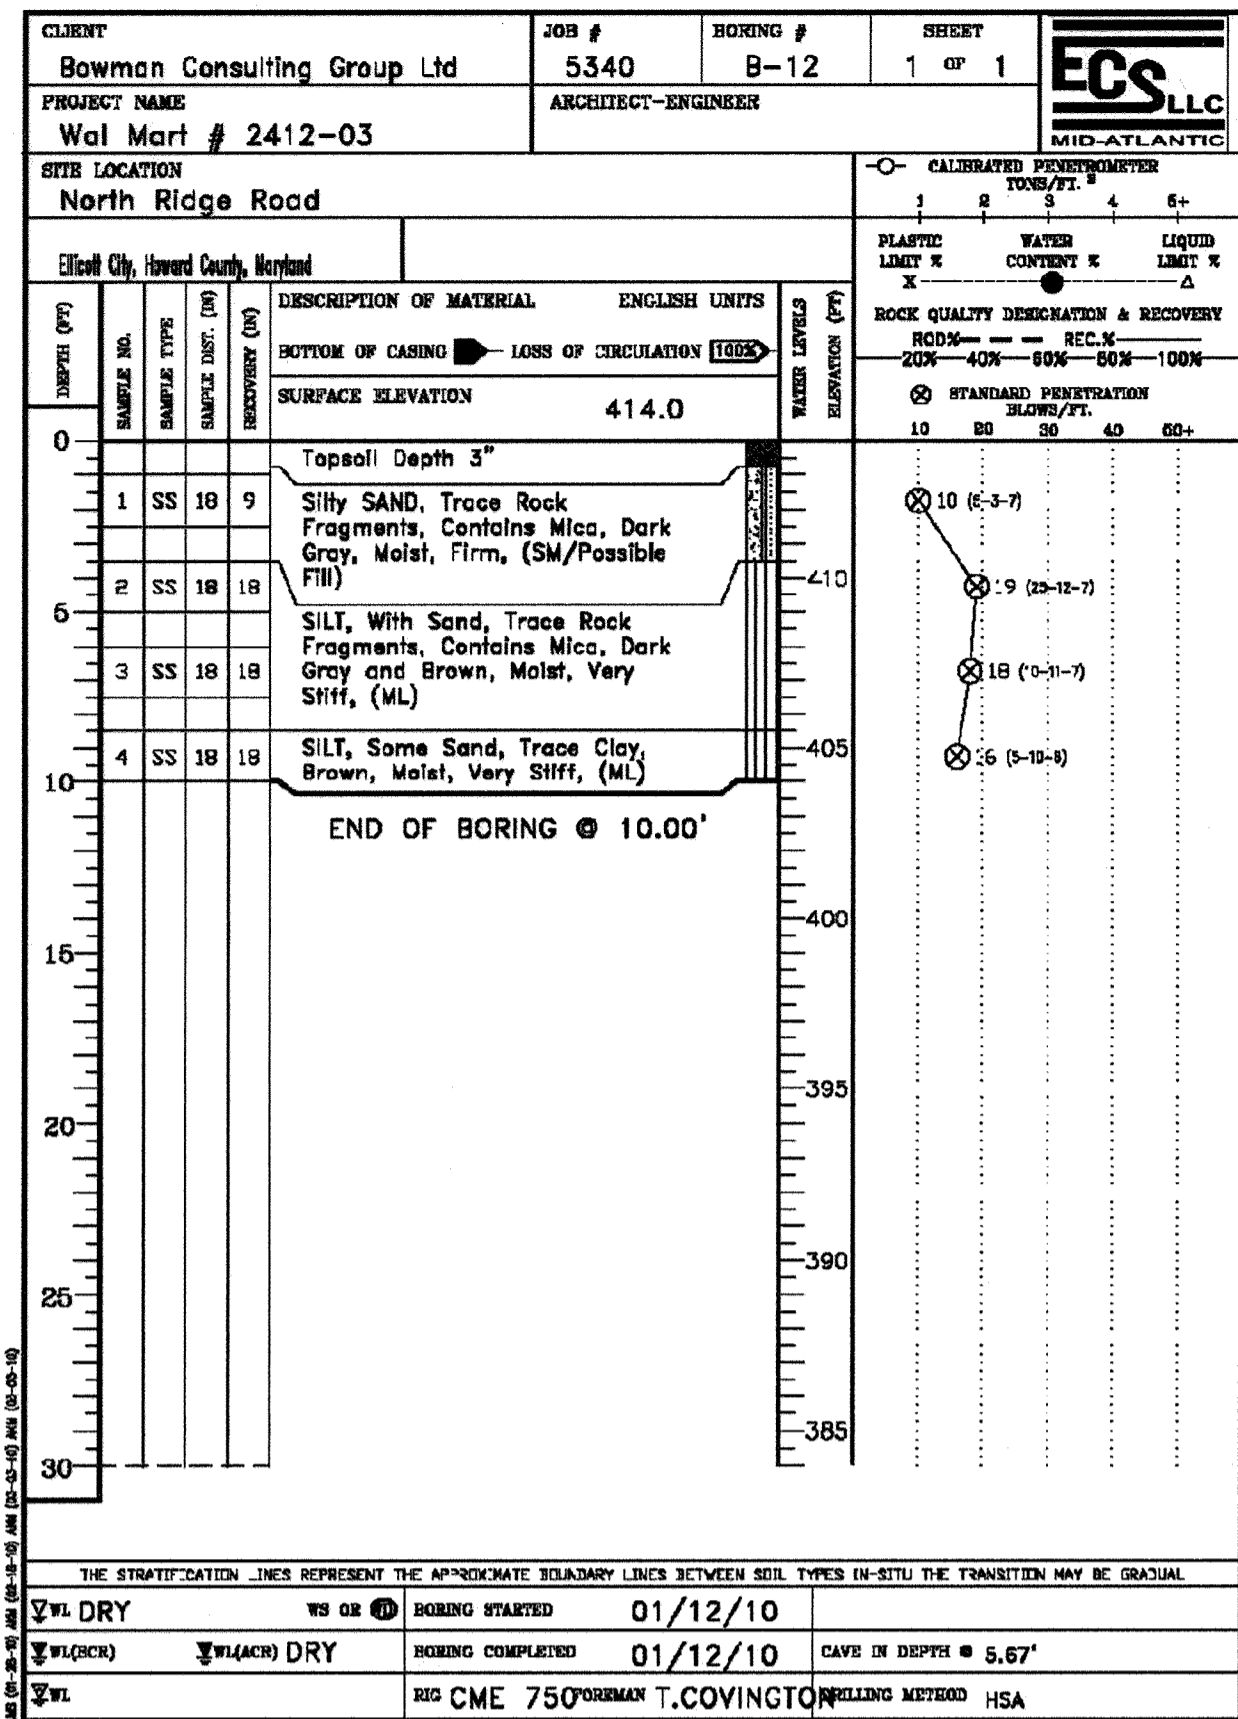 CLIENT
Bowman Consulting Group Ltd
JOB #
5340
BORING #
B-12
SHEET
1 OF 1
ECS LLC
MID-ATLANTIC
PROJECT NAME
Wal Mart # 2412-03
ARCHITECT-ENGINEER
SITE LOCATION
North Ridge Road
Ellicott City, Howard County, Maryland
CALIBRATED PENETROMETER
TONS/FT.²
1 2 3 4 5+
PLASTIC LIMIT %
WATER CONTENT %
LIQUID LIMIT %
X Δ
ROCK QUALITY DESIGNATION & RECOVERY
RQD% REC.%
20% 40% 60% 80% 100%
STANDARD PENETRATION
BLOWS/FT.
10 20 30 40 50+
DEPTH (FT)
SAMPLE NO.
SAMPLE TYPE
SAMPLE DIST. (IN)
RECOVERY (IN)
DESCRIPTION OF MATERIAL ENGLISH UNITS
BOTTOM OF CASING LOSS OF CIRCULATION 100%
SURFACE ELEVATION 414.0
WATER LEVELS
ELEVATION (FT)
0
Topsoil Depth 3"
1 SS 18 9
Silty SAND, Trace Rock
Fragments, Contains Mica, Dark
Gray, Moist, Firm, (SM/Possible
Fill)
10
2 SS 18 18
410
19 (25-12-7)
5
SILT, With Sand, Trace Rock
Fragments, Contains Mica, Dark
Gray and Brown, Moist, Very
Stiff, (ML)
3 SS 18 18
18 (10-11-7)
4 SS 18 18
SILT, Some Sand, Trace Clay,
Brown, Moist, Very Stiff, (ML)
405
16
10
END OF BORING @ 10.00'
400
15
395
20
390
25
385
30
THE STRATIFICATION LINES REPRESENT THE APPROXIMATE BOUNDARY LINES BETWEEN SOIL TYPES IN-SITU THE TRANSITION MAY BE GRADUAL
WL DRY WS OR WD
BORING STARTED 01/12/10
WL(BCR) WL(ACR) DRY
BORING COMPLETED 01/12/10
CAVE IN DEPTH @ 5.67'
WL
RIG CME 750 FOREMAN T.COVINGTON
DRILLING METHOD HSA